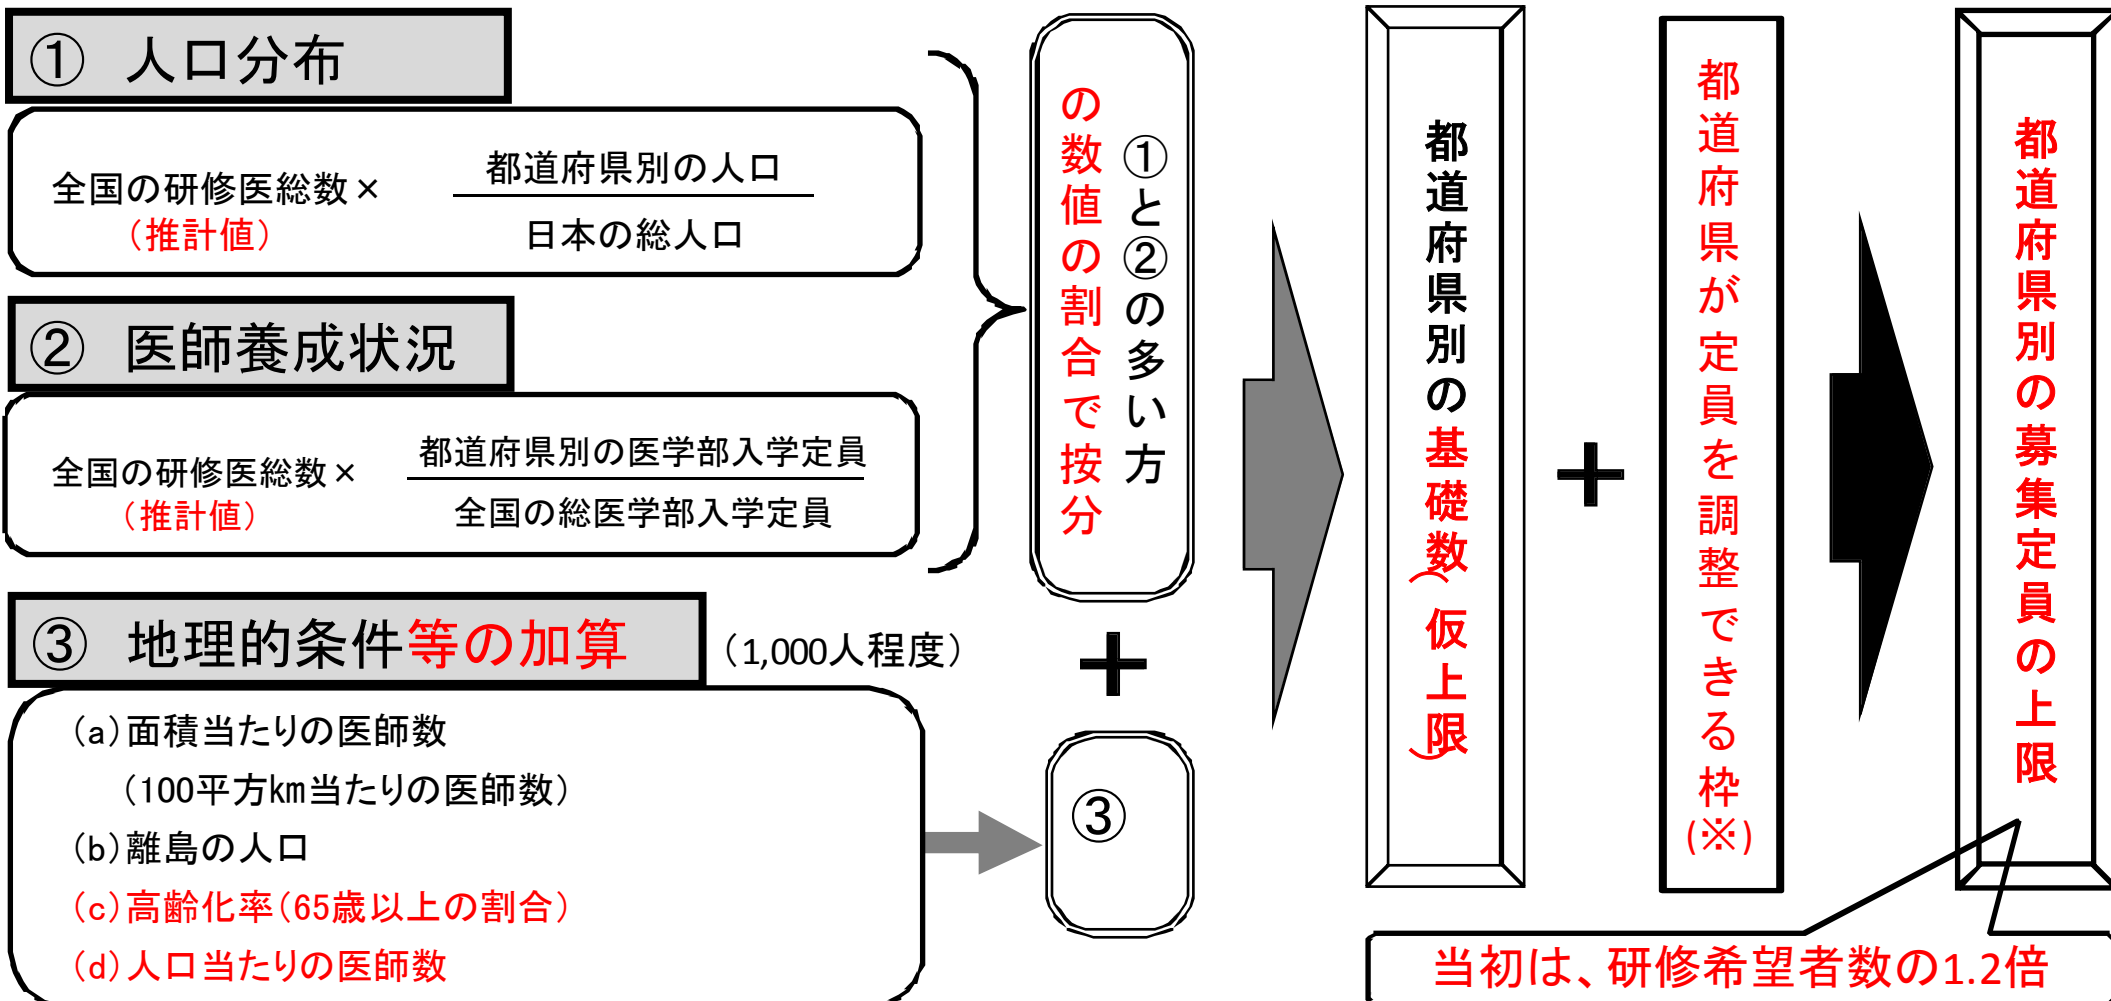 ① 人口分布
全国の研修医総数×
(推計値)
都道府県別の人口
日本の総人口
② 医師養成状況
全国の研修医総数×
(推計値)
都道府県別の医学部入学定員
全国の総医学部入学定員
③ 地理的条件等の加算
(1,000人程度)
(a)面積当たりの医師数
(100平方km当たりの医師数)
(b)離島の人口
(c)高齢化率(65歳以上の割合)
(d)人口当たりの医師数
①と②の多い方
の数値の割合で按分
+
③
都道府県別の基礎数(仮上限)
+
都道府県が定員を調整できる枠
(※)
都道府県別の募集定員の上限
当初は、研修希望者数の1.2倍